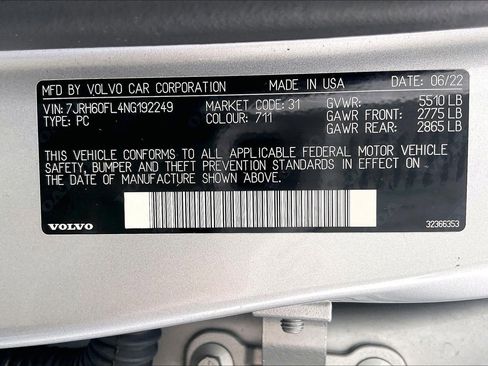 MFD BY VOLVO CAR CORPORATION MADE IN USA DATE: 06/22
VIN: 7JRH60FL4NG192249 MARKET CODE: 31 GVWR: 5510 LB
TYPE: PC COLOUR: 711 GAWR FRONT: 2775 LB
GAWR REAR: 2865 LB
THIS VEHICLE CONFORMS TO ALL APPLICABLE FEDERAL MOTOR VEHICLE
SAFETY, BUMPER AND THEFT PREVENTION STANDARDS IN EFFECT ON THE
DATE OF MANUFACTURE SHOWN ABOVE.
VOLVO 32366353